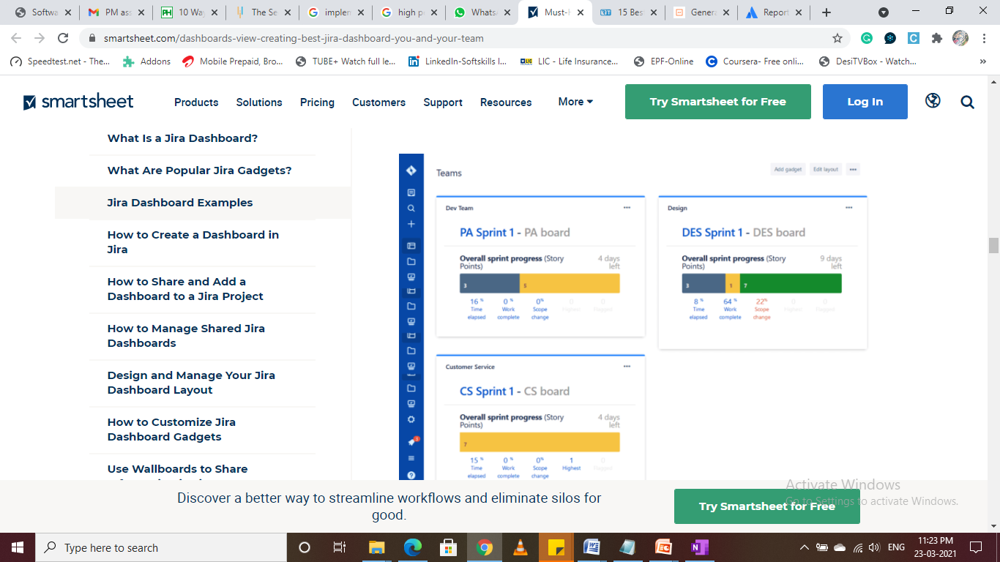 Softwa
PM ass
10 Way
The Se
implem
high p
Whats
Must-H
15 Bes
Genera
Report
smartsheet.com/dashboards-view-creating-best-jira-dashboard-you-and-your-team
Speedtest.net - The...
Addons
Mobile Prepaid, Bro...
TUBE+ Watch full le...
LinkedIn-Softskills I...
LIC - Life Insurance...
EPF-Online
Coursera- Free onli...
DesiTVBox - Watch...
»
smartsheet
Products
Solutions
Pricing
Customers
Support
Resources
More
Try Smartsheet for Free
Log In
What Is a Jira Dashboard?
What Are Popular Jira Gadgets?
Jira Dashboard Examples
How to Create a Dashboard in
Jira
How to Share and Add a
Dashboard to a Jira Project
How to Manage Shared Jira
Dashboards
Design and Manage Your Jira
Dashboard Layout
How to Customize Jira
Dashboard Gadgets
Use Wallboards to Share
Teams
Add gadget
Edit layout
Dev Team
PA Sprint 1 - PA board
Overall sprint progress (Story
Points)
4 days
left
3
5
16 % 0 % 0% 0 0
Time Work Scope Highest Flagged
elapsed complete change
Design
DES Sprint 1 - DES board
Overall sprint progress (Story
Points)
9 days
left
3
1
7
8 % 64 % 22% 0 0
Time Work Scope Highest Flagged
elapsed complete change
Customer Service
CS Sprint 1 - CS board
Overall sprint progress (Story
Points)
4 days
left
7
15 % 0 % 0% 1 0
Time Work Scope Highest Flagged
elapsed complete change
Discover a better way to streamline workflows and eliminate silos for
good.
Try Smartsheet for Free
Activate Windows
Go to Settings to activate Windows.
Type here to search
ENG
11:23 PM
23-03-2021